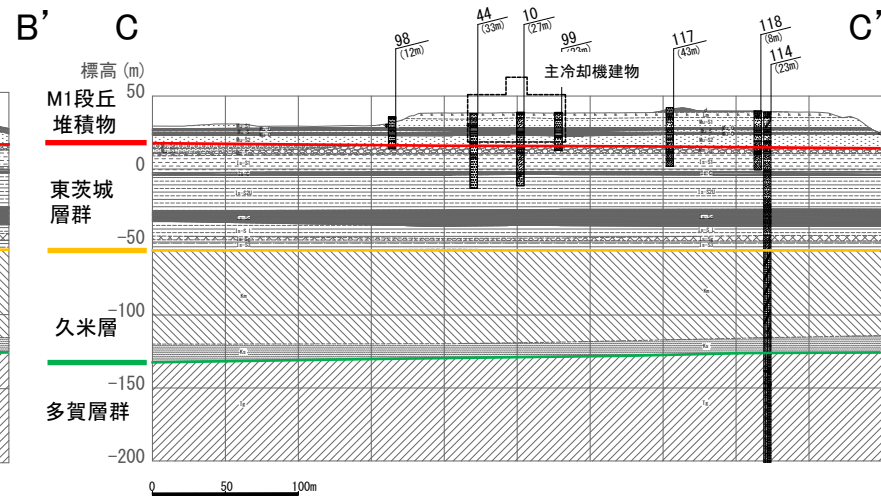 B’ C C’
98
(12m)
44
(33m)
10
(27m)
99
117
(43m)
118
(8m)
114
(23m)
主冷却機建物
標高(m)
50
M1段丘
堆積物
0
東茨城
層群
-50
-100
久米層
-150
多賀層群
-200
0 50 100m